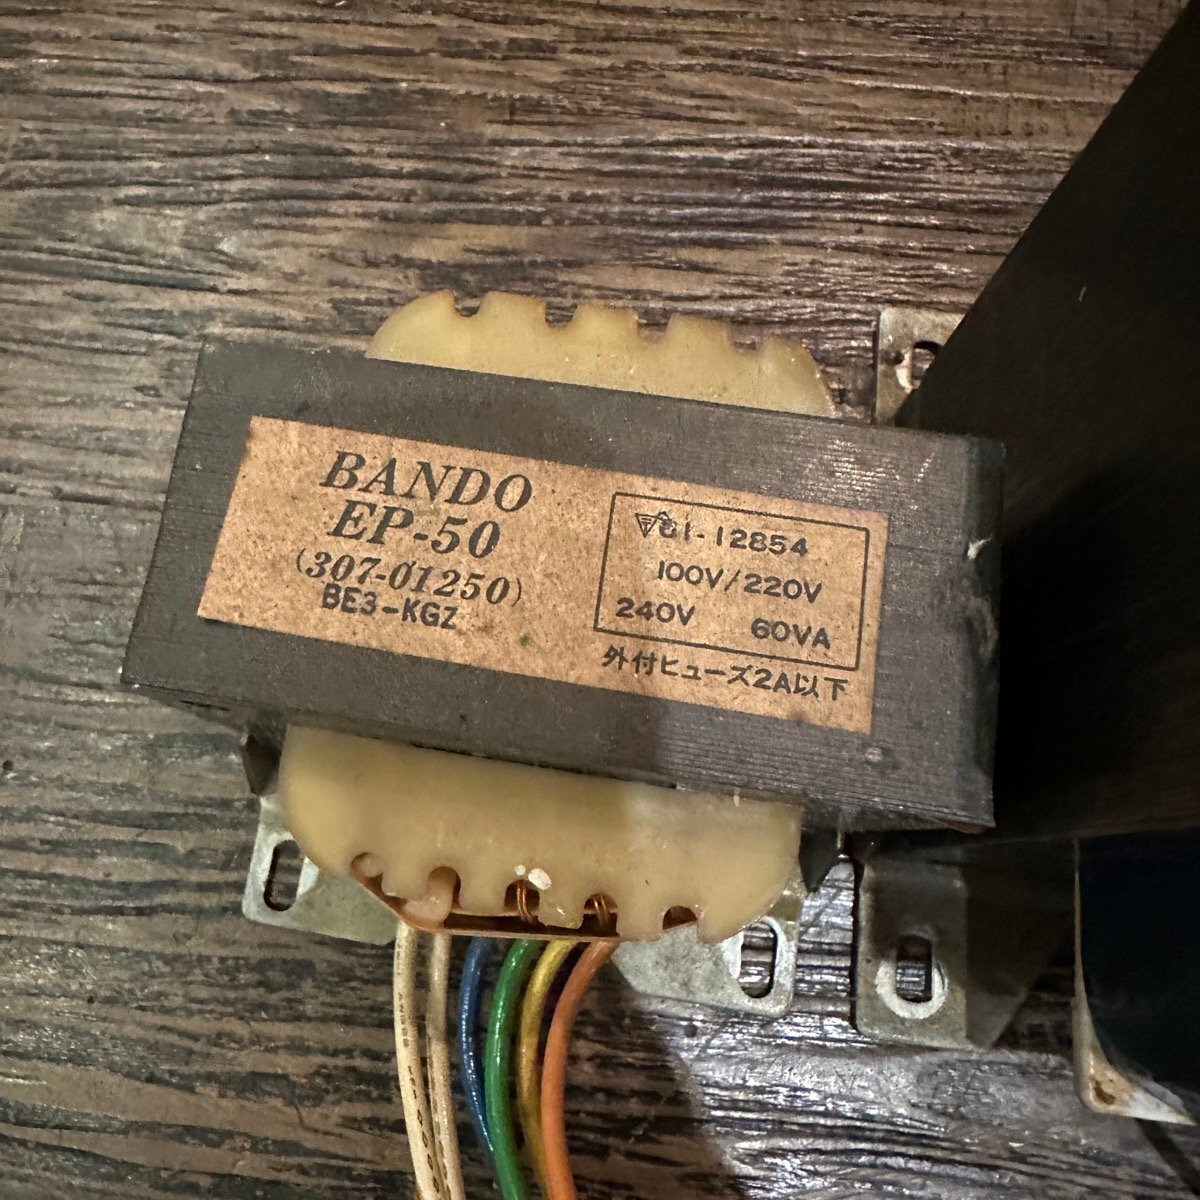 BANDO
EP-50
(307-01250)
BE3-KGZ
81-12854
100V/220V
240V 60VA
外付ヒューズ2A以下